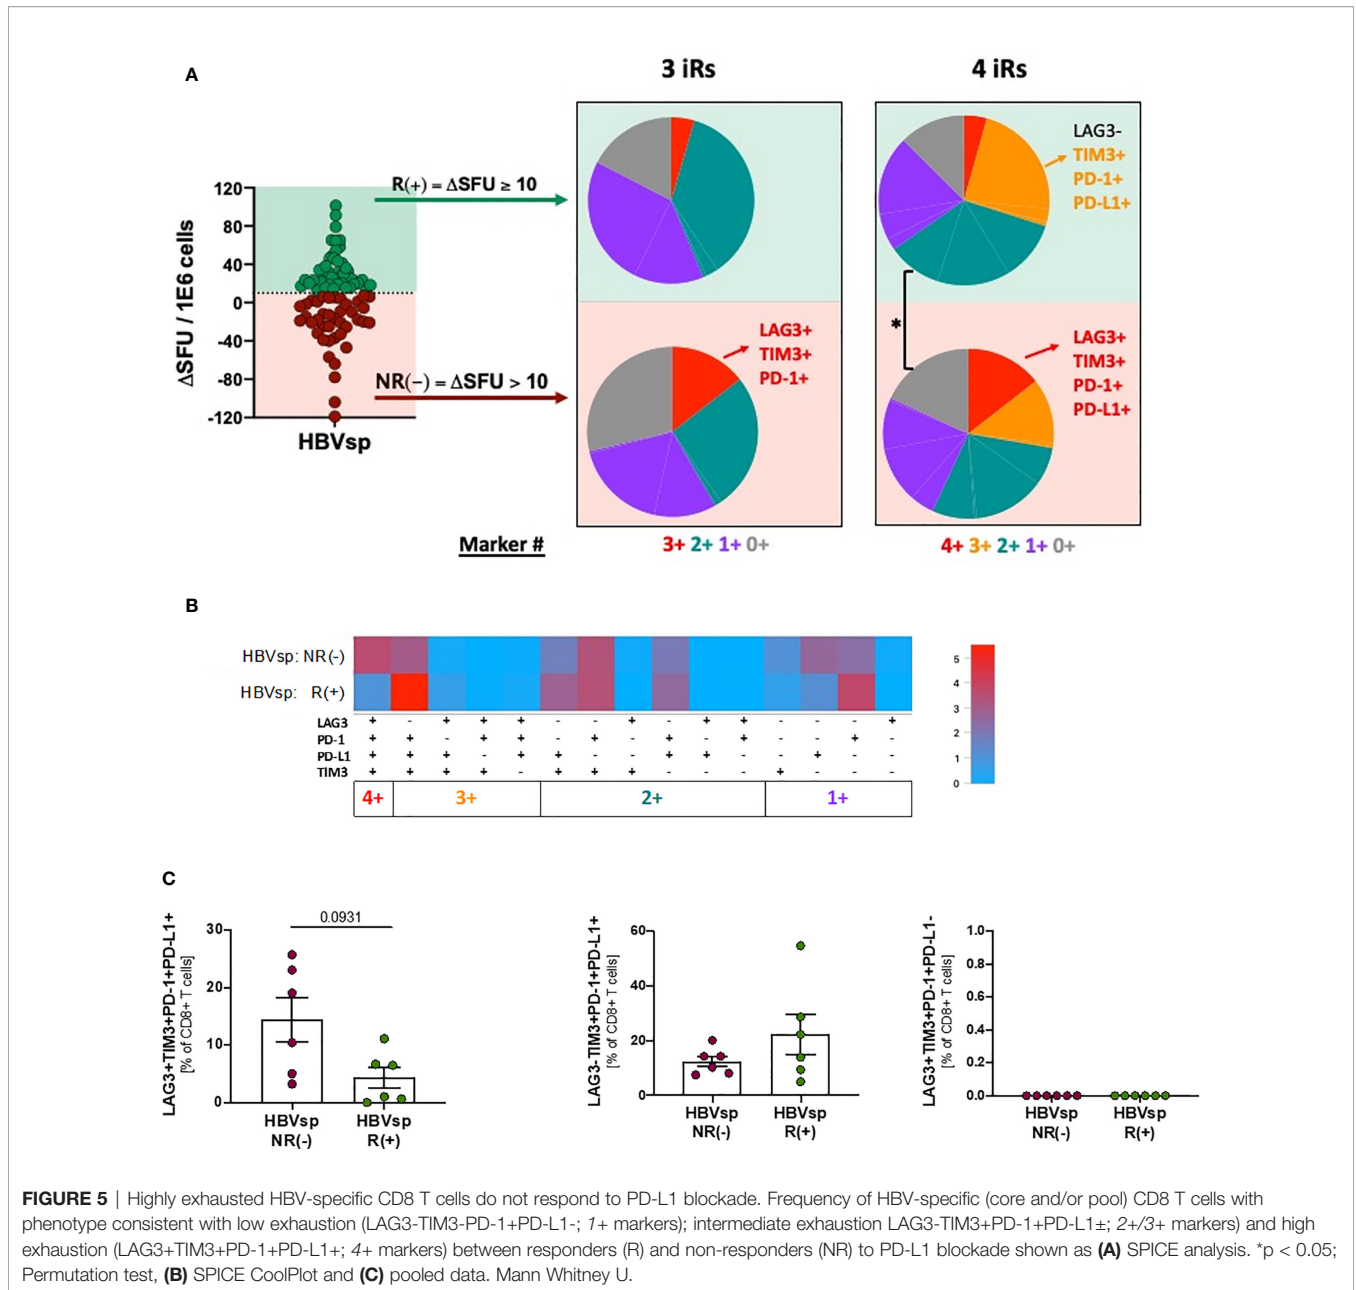 A
3 iRs
4 iRs
120
80
40
0
-40
-80
-120
ΔSFU / 1E6 cells
HBVsp
R(+) = ΔSFU ≥ 10
NR(−) = ΔSFU > 10
LAG3-
TIM3+
PD-1+
PD-L1+
LAG3+
TIM3+
PD-1+
*
LAG3+
TIM3+
PD-1+
PD-L1+
Marker #
3+ 2+ 1+ 0+
4+ 3+ 2+ 1+ 0+
B
HBVsp: NR(-)
HBVsp: R(+)
LAG3 + - + + + - - + - + + - - - +
PD-1 + + - + + - + - + - + - - + -
PD-L1 + + + - + + - - + + - - + - -
TIM3 + + + + - + + + - - - + - - -
4+ 3+ 2+ 1+
5
4
3
2
1
0
C
LAG3+TIM3+PD-1+PD-L1+
[% of CD8+ T cells]
30
20
10
0
0.0931
HBVsp NR(-)
HBVsp R(+)
LAG3-TIM3+PD-1+PD-L1+
[% of CD8+ T cells]
60
40
20
0
HBVsp NR(-)
HBVsp R(+)
LAG3+TIM3+PD-1+PD-L1-
[% of CD8+ T cells]
1.0
0.8
0.6
0.4
0.2
0.0
HBVsp NR(-)
HBVsp R(+)
FIGURE 5 | Highly exhausted HBV-specific CD8 T cells do not respond to PD-L1 blockade. Frequency of HBV-specific (core and/or pool) CD8 T cells with
phenotype consistent with low exhaustion (LAG3-TIM3-PD-1+PD-L1-; 1+ markers); intermediate exhaustion LAG3-TIM3+PD-1+PD-L1±; 2+/3+ markers) and high
exhaustion (LAG3+TIM3+PD-1+PD-L1+; 4+ markers) between responders (R) and non-responders (NR) to PD-L1 blockade shown as (A) SPICE analysis. *p < 0.05;
Permutation test, (B) SPICE CoolPlot and (C) pooled data. Mann Whitney U.